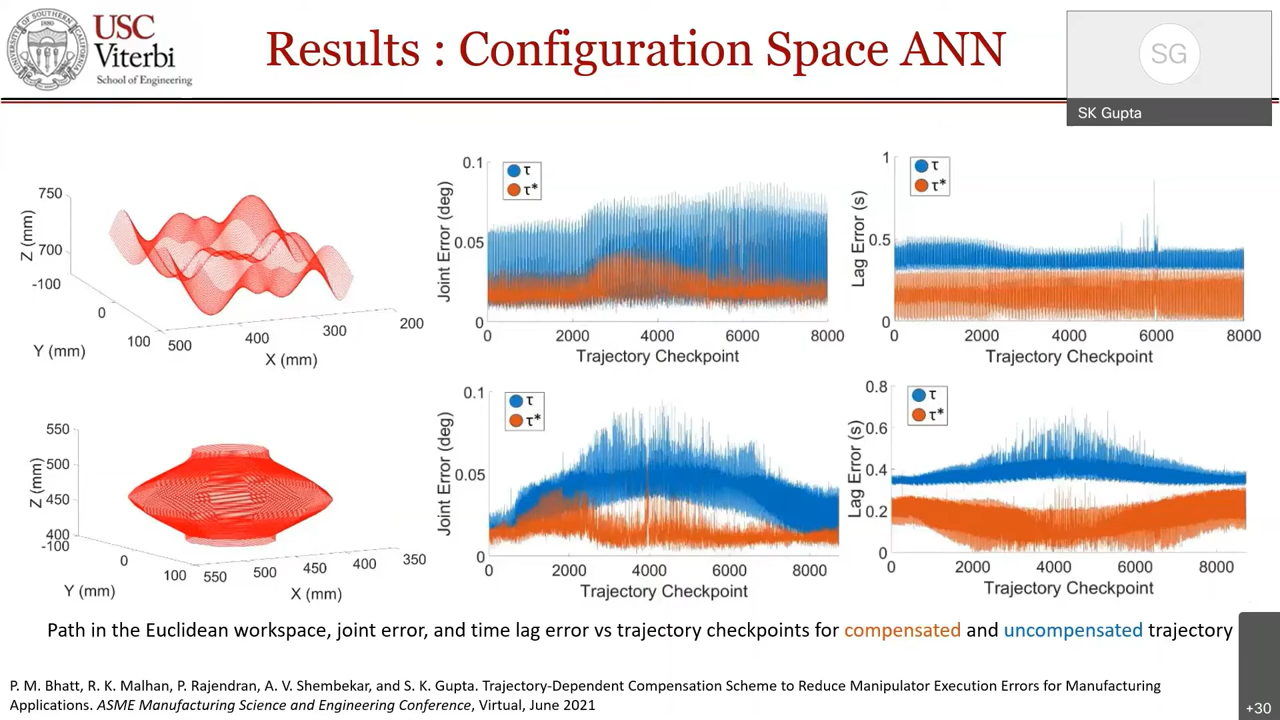 USC
Viterbi
School of Engineering
UNIVERSITY OF SOUTHERN CALIFORNIA
1880
Results : Configuration Space ANN
SG
SK Gupta
750
700
Z (mm)
-100
0
100
Y (mm)
500
400
300
200
X (mm)
0.1
0.05
0
Joint Error (deg)
τ
τ*
0
2000
4000
6000
8000
Trajectory Checkpoint
1
0.5
0
Lag Error (s)
τ
τ*
0
2000
4000
6000
8000
Trajectory Checkpoint
550
500
450
400
Z (mm)
-100
0
100
Y (mm)
550
500
450
400
350
X (mm)
0.1
0.05
0
Joint Error (deg)
τ
τ*
0
2000
4000
6000
8000
Trajectory Checkpoint
0.8
0.6
0.4
0.2
0
Lag Error (s)
τ
τ*
0
2000
4000
6000
8000
Trajectory Checkpoint
Path in the Euclidean workspace, joint error, and time lag error vs trajectory checkpoints for compensated and uncompensated trajectory
P. M. Bhatt, R. K. Malhan, P. Rajendran, A. V. Shembekar, and S. K. Gupta. Trajectory-Dependent Compensation Scheme to Reduce Manipulator Execution Errors for Manufacturing
Applications. ASME Manufacturing Science and Engineering Conference, Virtual, June 2021
+30